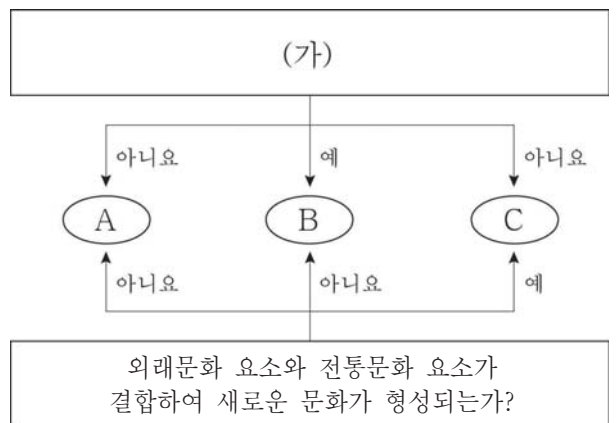 (가)
아니요 예 아니요
A B C
아니요 아니요 예
외래문화 요소와 전통문화 요소가
결합하여 새로운 문화가 형성되는가?